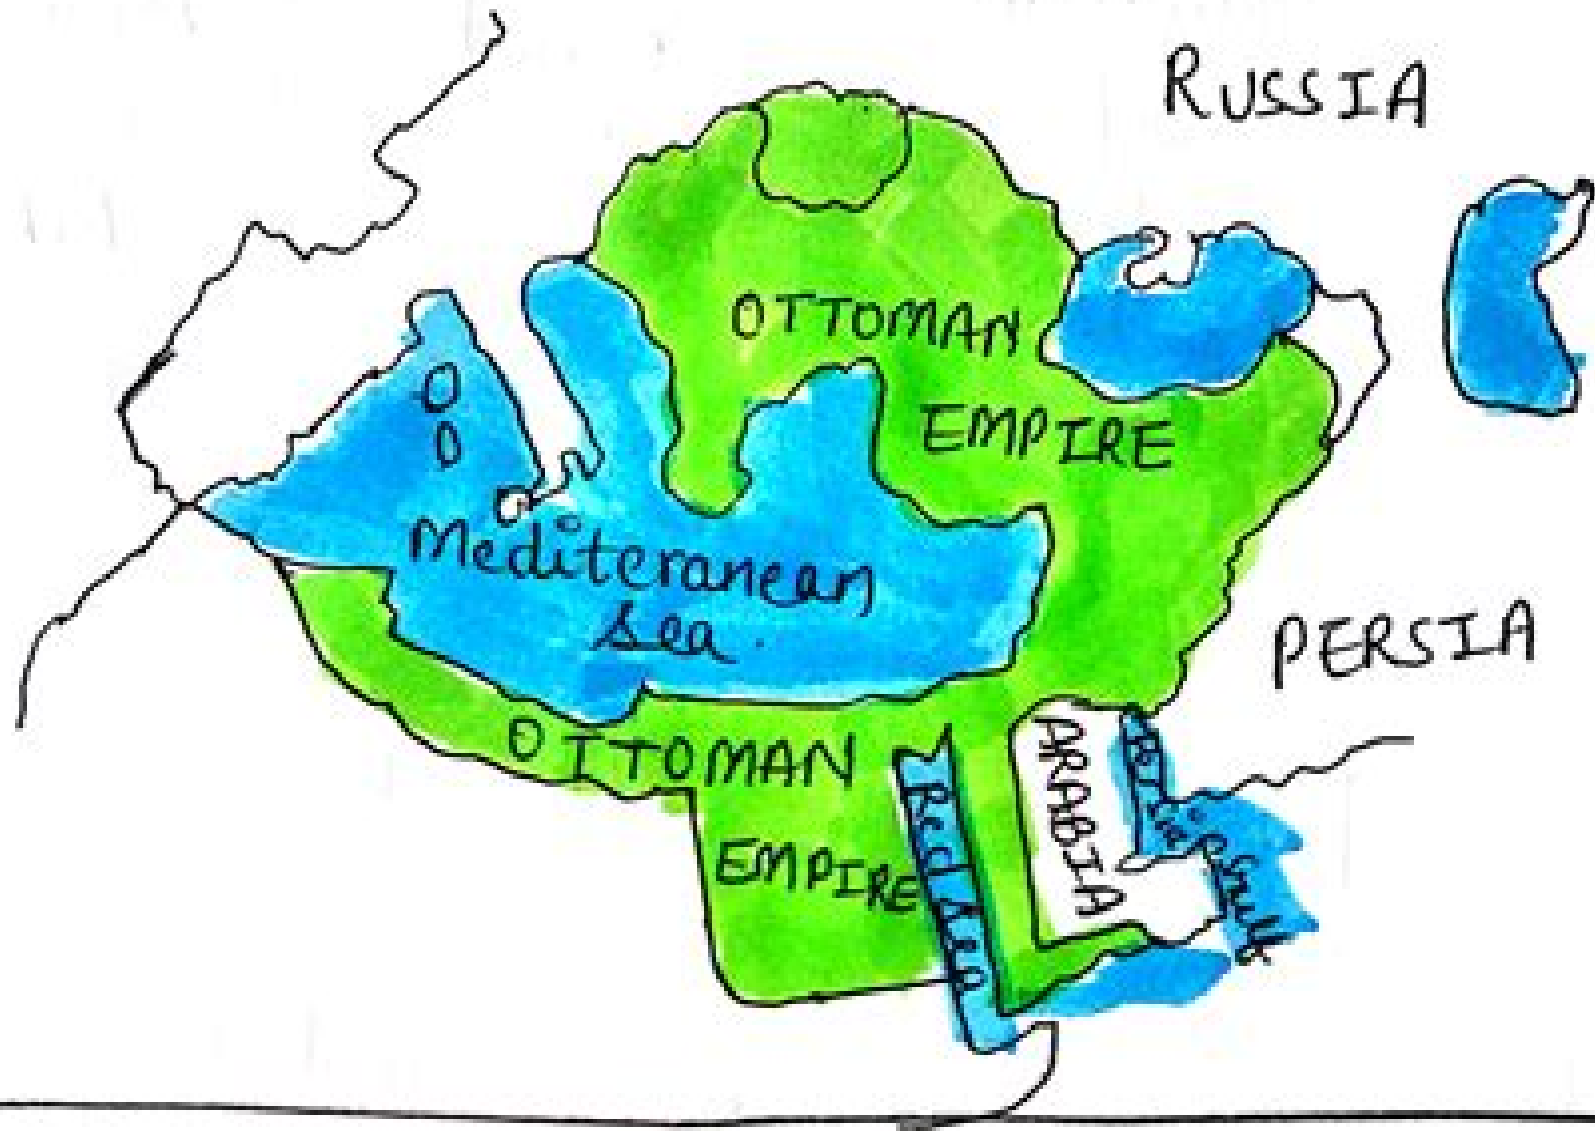 RUSSIA
OTTOMAN
EMPIRE
Mediteranean
Sea.
PERSIA
OTTOMAN
EMPIRE
Red Sea
ARABIA